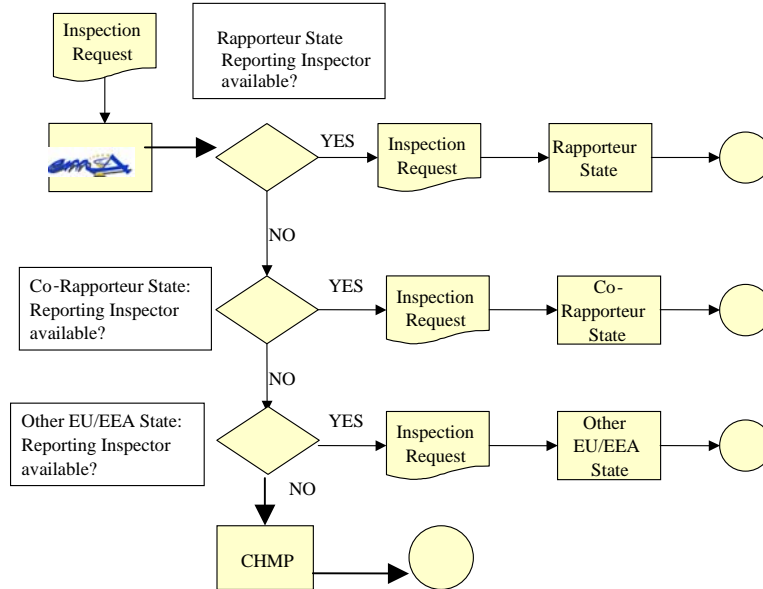 Inspection
Request
Rapporteur State
Reporting Inspector
available?
YES
Inspection
Request
Rapporteur
State
NO
Co-Rapporteur State:
Reporting Inspector
available?
YES
Inspection
Request
Co-
Rapporteur
State
NO
Other EU/EEA State:
Reporting Inspector
available?
YES
Inspection
Request
Other
EU/EEA
State
NO
CHMP